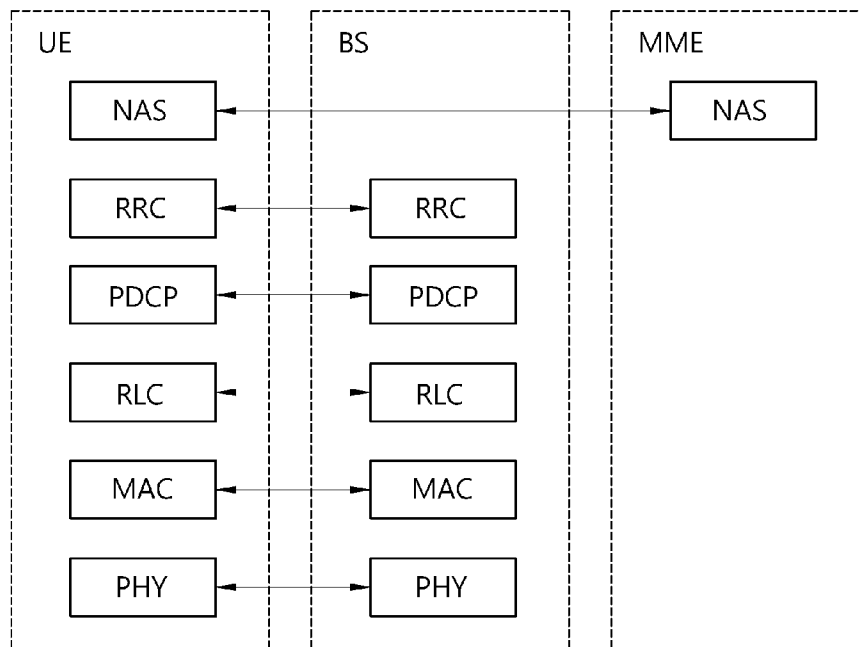 UE BS MME
NAS NAS
RRC RRC
PDCP PDCP
RLC RLC
MAC MAC
PHY PHY